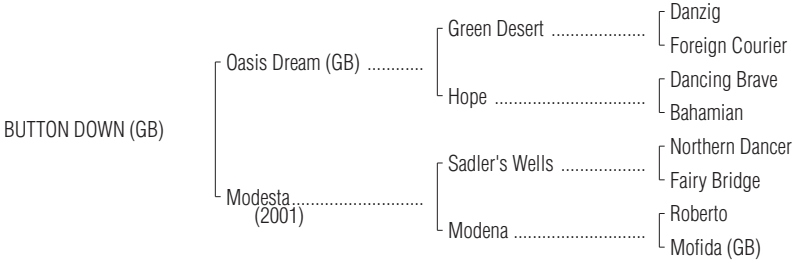 Danzig
Green Desert ....................
Foreign Courier
Oasis Dream (GB) ............
Dancing Brave
Hope ................................
Bahamian
BUTTON DOWN (GB)
Northern Dancer
Sadler's Wells ..................
Fairy Bridge
Modesta............................
(2001)
Roberto
Modena ............................
Mofida (GB)